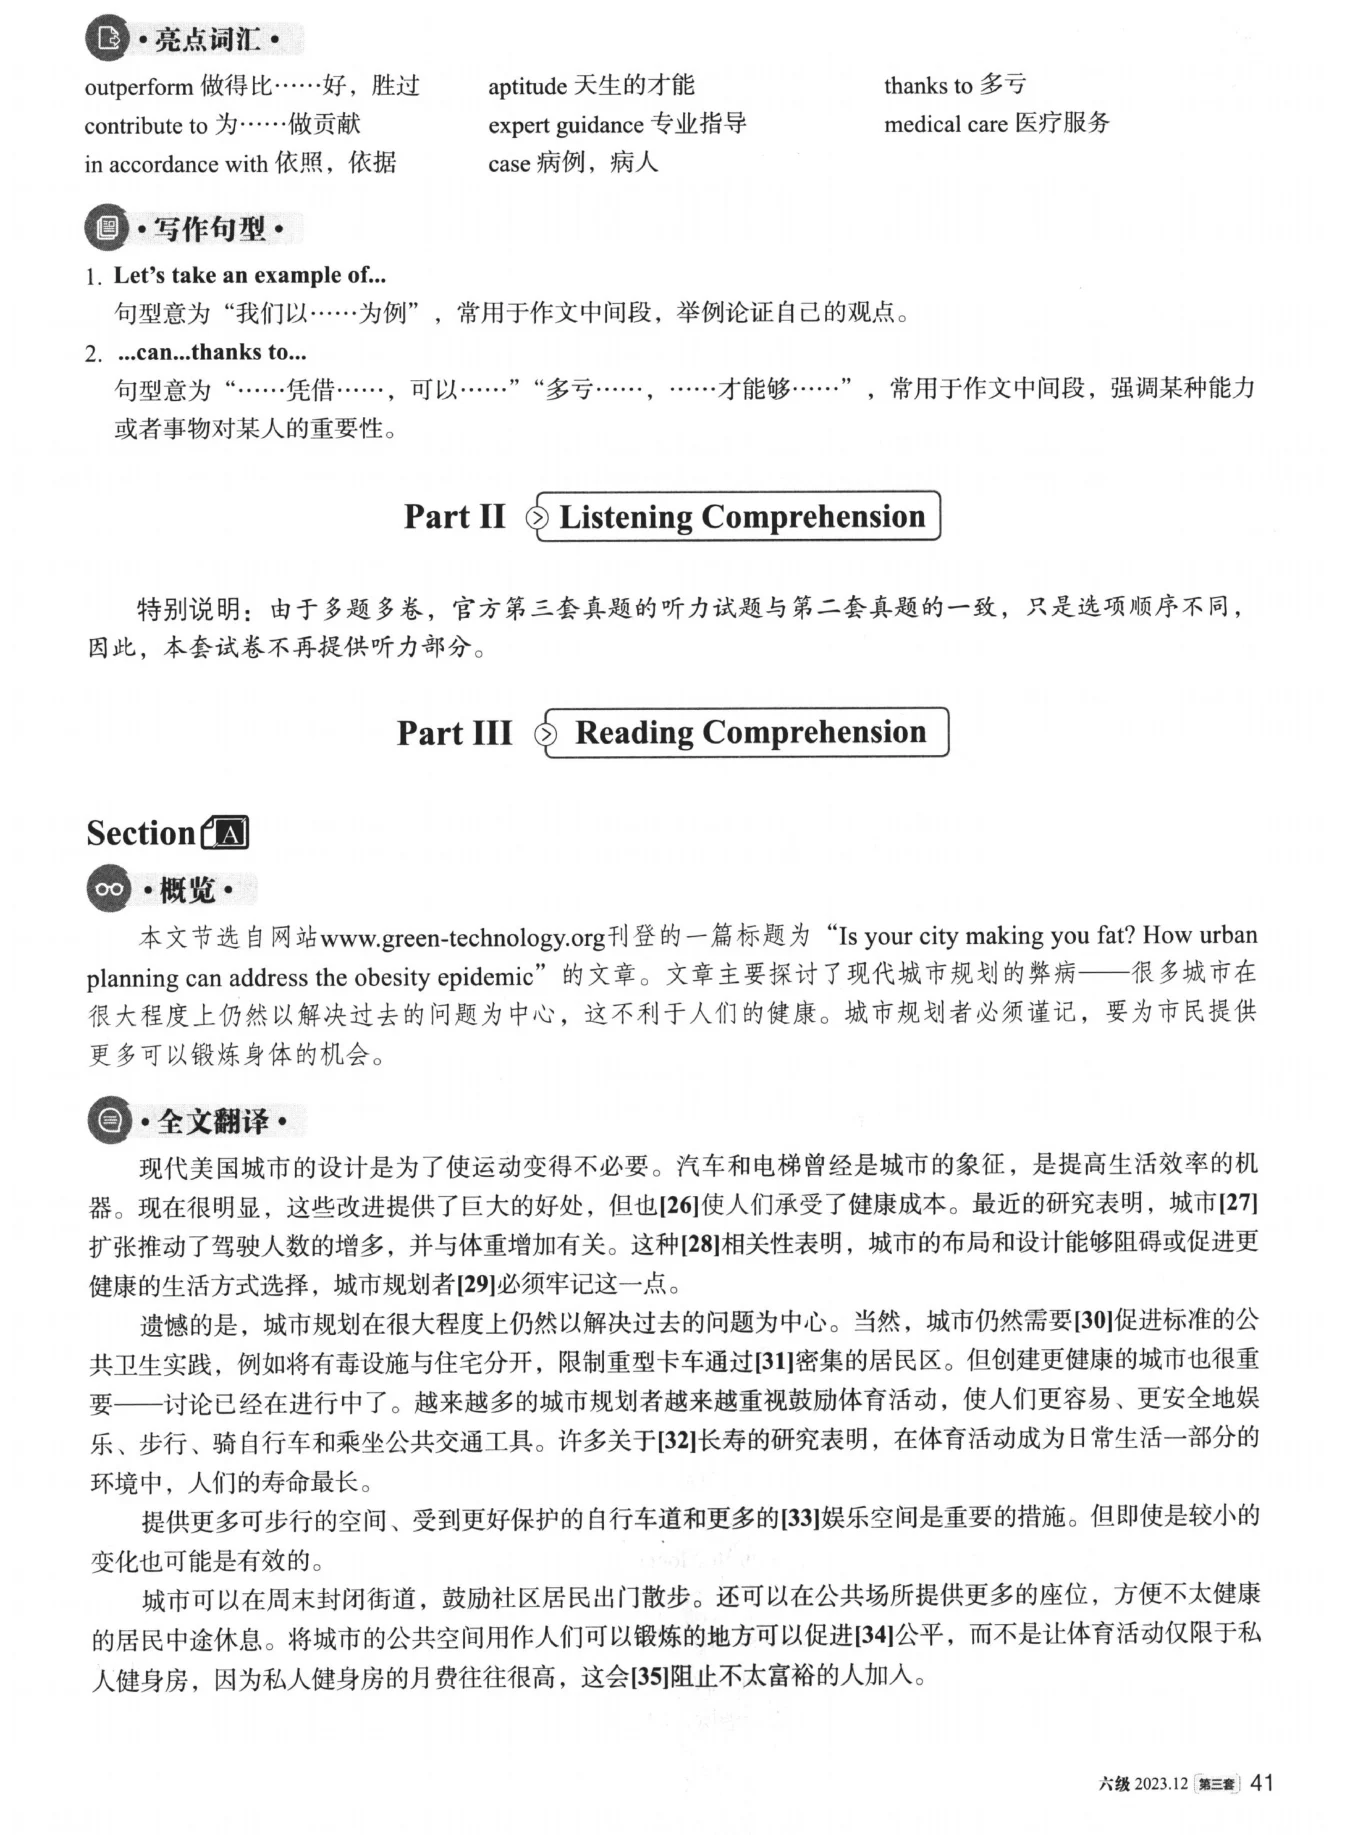 ·亮点词汇·
outperform 做得比……好，胜过 aptitude 天生的才能 thanks to 多亏
contribute to 为……做贡献 expert guidance 专业指导 medical care 医疗服务
in accordance with 依照，依据 case 病例，病人
·写作句型·
1. Let’s take an example of...
句型意为“我们以……为例”，常用于作文中间段，举例论证自己的观点。
2. ...can...thanks to...
句型意为“……凭借……，可以……”“多亏……，……才能够……”，常用于作文中间段，强调某种能力
或者事物对某人的重要性。
Part II Listening Comprehension
特别说明：由于多题多卷，官方第三套真题的听力试题与第二套真题的一致，只是选项顺序不同，
因此，本套试卷不再提供听力部分。
Part III Reading Comprehension
Section A
·概览·
本文节选自网站www.green-technology.org刊登的一篇标题为“Is your city making you fat? How urban
planning can address the obesity epidemic”的文章。文章主要探讨了现代城市规划的弊病——很多城市在
很大程度上仍然以解决过去的问题为中心，这不利于人们的健康。城市规划者必须谨记，要为市民提供
更多可以锻炼身体的机会。
·全文翻译·
现代美国城市的设计是为了使运动变得不必要。汽车和电梯曾经是城市的象征，是提高生活效率的机
器。现在很明显，这些改进提供了巨大的好处，但也[26]使人们承受了健康成本。最近的研究表明，城市[27]
扩张推动了驾驶人数的增多，并与体重增加有关。这种[28]相关性表明，城市的布局和设计能够阻碍或促进更
健康的生活方式选择，城市规划者[29]必须牢记这一点。
遗憾的是，城市规划在很大程度上仍然以解决过去的问题为中心。当然，城市仍然需要[30]促进标准的公
共卫生实践，例如将有毒设施与住宅分开，限制重型卡车通过[31]密集的居民区。但创建更健康的城市也很重
要——讨论已经在进行中了。越来越多的城市规划者越来越重视鼓励体育活动，使人们更容易、更安全地娱
乐、步行、骑自行车和乘坐公共交通工具。许多关于[32]长寿的研究表明，在体育活动成为日常生活一部分的
环境中，人们的寿命最长。
提供更多可步行的空间、受到更好保护的自行车道和更多的[33]娱乐空间是重要的措施。但即使是较小的
变化也可能是有效的。
城市可以在周末封闭街道，鼓励社区居民出门散步。还可以在公共场所提供更多的座位，方便不太健康
的居民中途休息。将城市的公共空间用作人们可以锻炼的地方可以促进[34]公平，而不是让体育活动仅限于私
人健身房，因为私人健身房的月费往往很高，这会[35]阻止不太富裕的人加入。
六级 2023.12 第三套 41